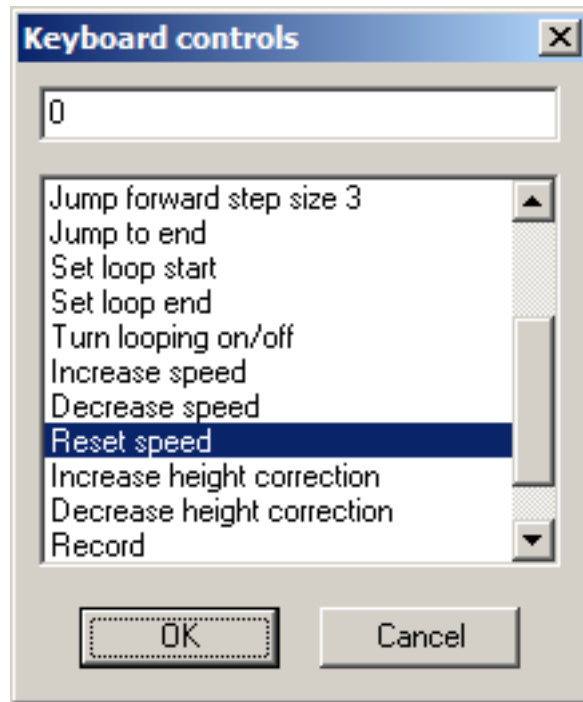 Keyboard controls
0
Jump forward step size 3
Jump to end
Set loop start
Set loop end
Turn looping on/off
Increase speed
Decrease speed
Reset speed
Increase height correction
Decrease height correction
Record
OK
Cancel